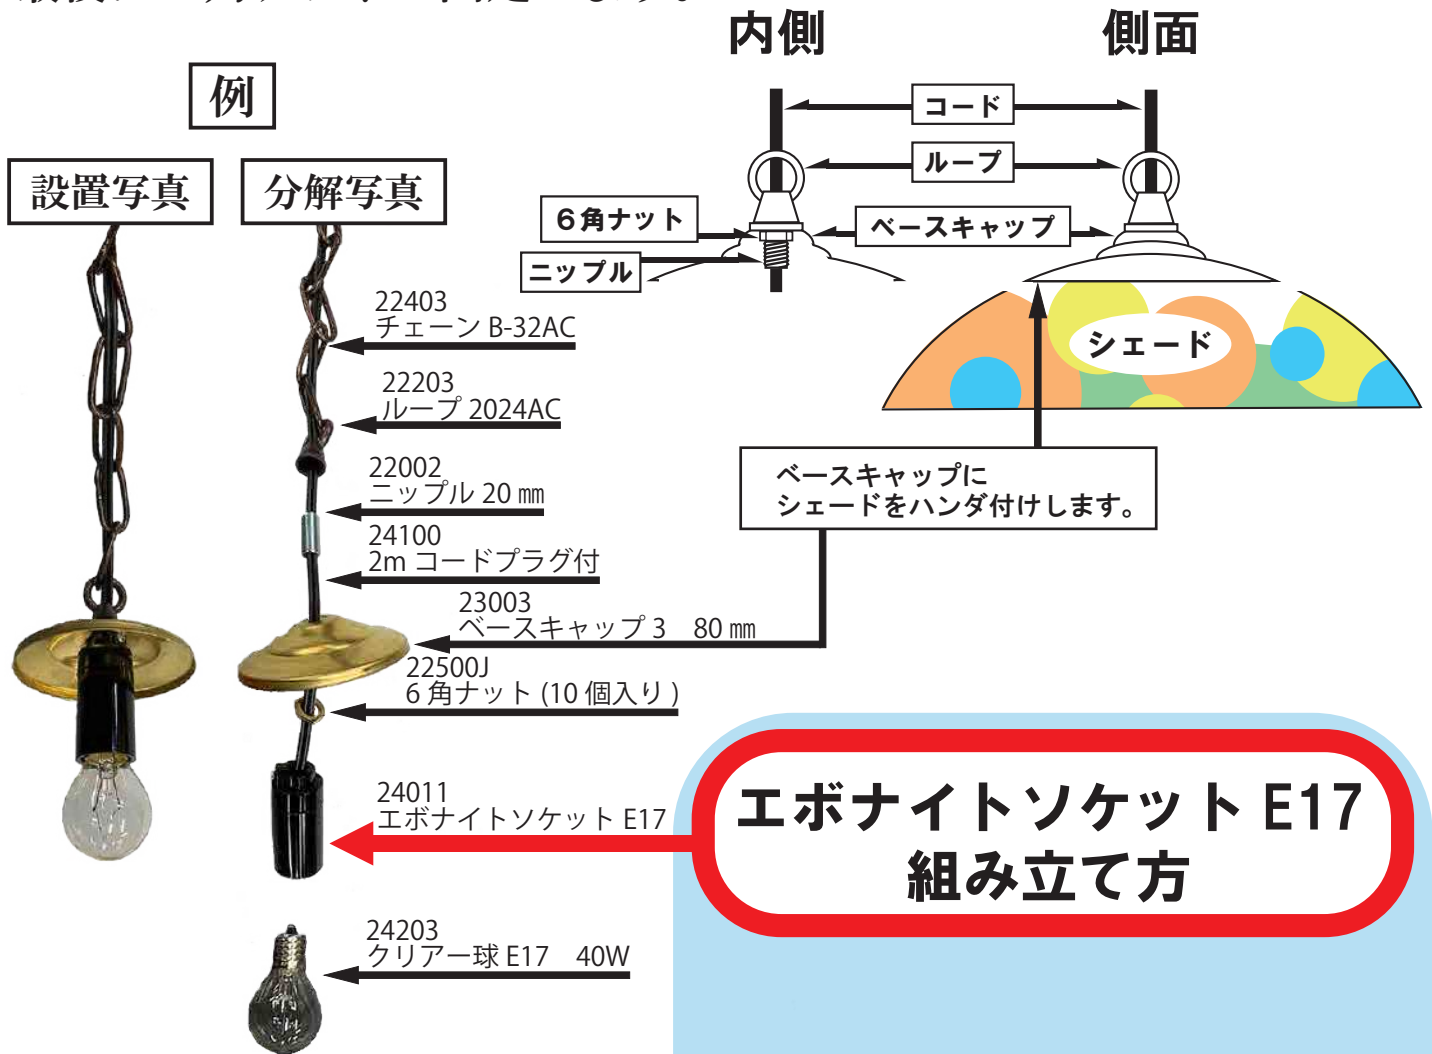 例
設置写真
分解写真
22403
チェーン B-32AC
22203
ループ 2024AC
22002
ニップル 20 ㎜
24100
2m コードプラグ付
23003
ベースキャップ 3　80 ㎜
22500J
6 角ナット (10 個入り )
24011
エボナイトソケット E17
24203
クリアー球 E17　40W
内側
側面
コード
ループ
6角ナット
ベースキャップ
ニップル
シェード
ベースキャップに
シェードをハンダ付けします。
エボナイトソケット E17
組み立て方